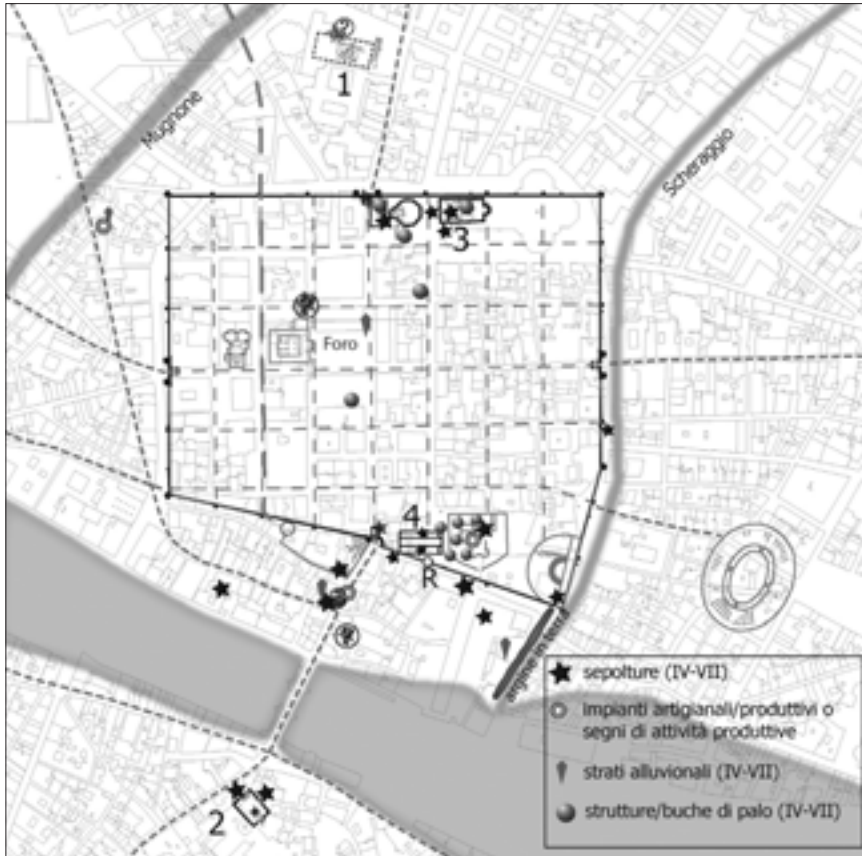 1
Mugnone
Scheraggio
3
Foro
4
R
argine in terra
2
sepolture (IV-VII)
impianti artigianali/produttivi o
segni di attività produttive
strati alluvionali (IV-VII)
strutture/buche di palo (IV-VII)